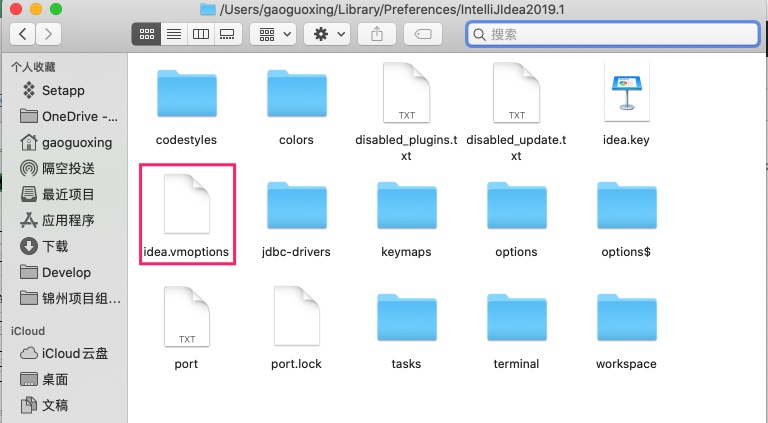 /Users/gaoguoxing/Library/Preferences/IntelliJIdea2019.1
搜索
个人收藏
Setapp
OneDrive -...
gaoguoxing
隔空投送
最近项目
应用程序
下载
Develop
锦州项目组...
iCloud
iCloud 云盘
桌面
文稿
codestyles
colors
TXT
disabled_plugins.t
xt
TXT
disabled_update.t
xt
idea.key
idea.vmoptions
jdbc-drivers
keymaps
options
options$
TXT
port
port.lock
tasks
terminal
workspace